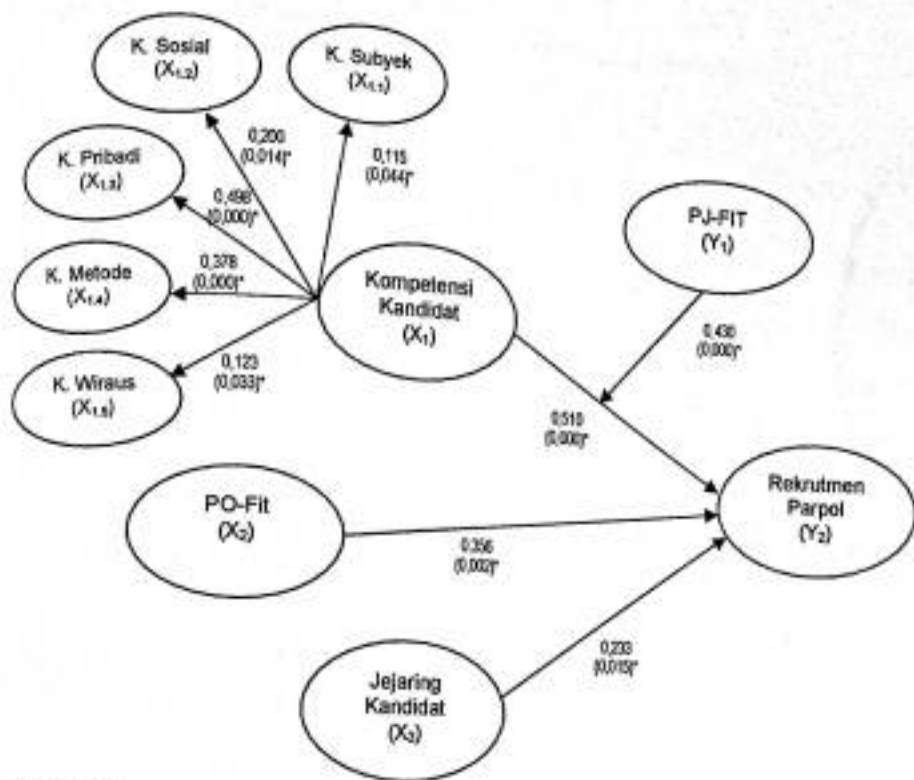 K. Sosial
(X₁.₂)
K. Subyek
(X₁.₁)
0,200
(0,014)*
0,115
(0,044)*
K. Pribadi
(X₁.₃)
0,498
(0,000)*
PJ-FIT
(Y₁)
K. Metode
(X₁.₄)
0,378
(0,000)*
Kompetensi
Kandidat
(X₁)
0,430
(0,000)*
K. Wiraus
(X₁.₅)
0,123
(0,033)*
0,510
(0,000)*
PO-Fit
Rekrutmen
Parpol
(Y₂)
0,356
(0,002)*
0,233
(0,015)*
Jejaring
Kandidat
(X₃)